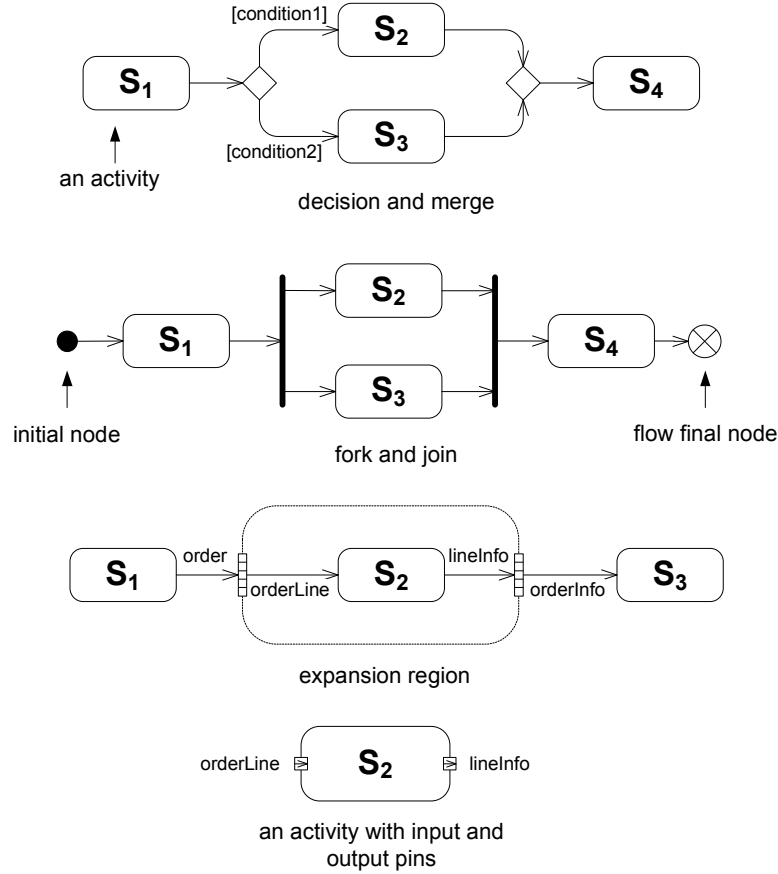 [condition1]
S2
S1
S4
S3
[condition2]
an activity
decision and merge
S2
S1
S4
S3
initial node
flow final node
fork and join
order
lineInfo
S1
S2
S3
orderLine
orderInfo
expansion region
orderLine
S2
lineInfo
an activity with input and
output pins